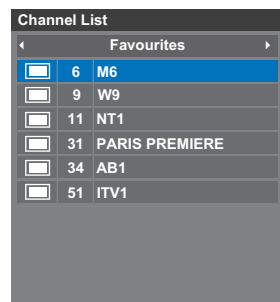 Channel List
Favourites
6 M6
9 W9
11 NT1
31 PARIS PREMIERE
34 AB1
51 ITV1